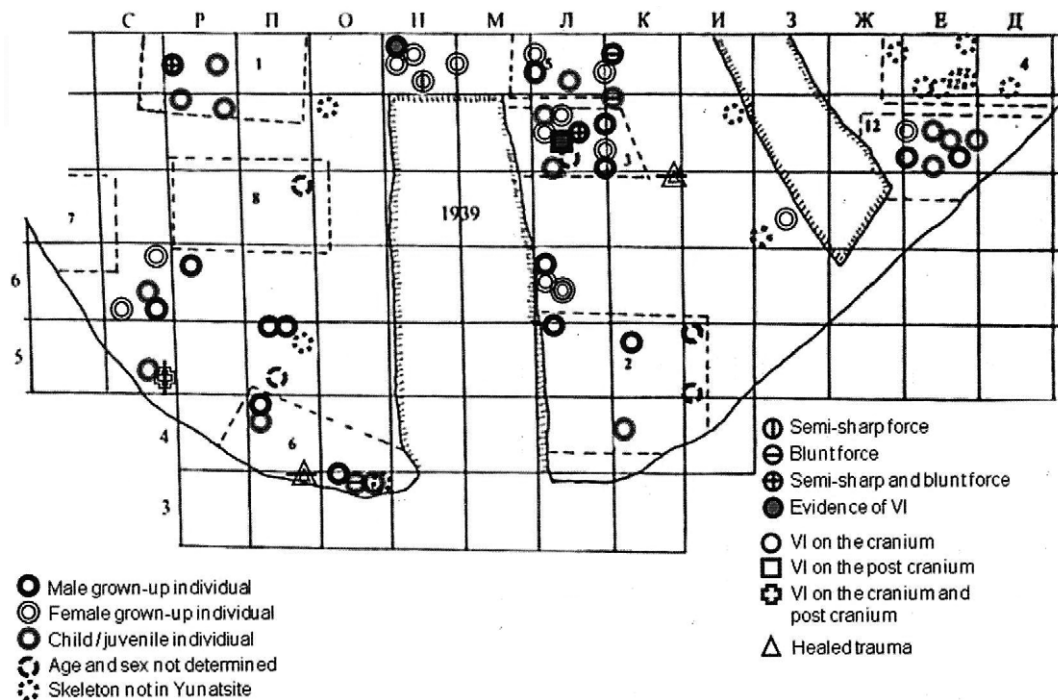 С Р П О П М Л К И З Ж Е Д
1
5
4
12
3
7
8
1939
6
5
2
4
6
3
Semi-sharp force
Blunt force
Semi-sharp and blunt force
Evidence of VI
VI on the cranium
VI on the post cranium
VI on the cranium and
post cranium
Healed trauma
Male grown-up individual
Female grown-up individual
Child/juvenile individual
Age and sex not determined
Skeleton not in Yunatsite